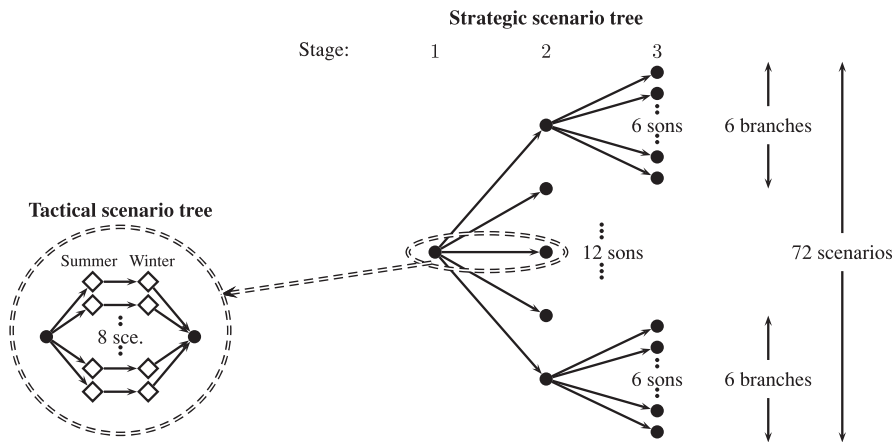 Strategic scenario tree
Stage: 1 2 3
6 sons
6 branches
Tactical scenario tree
Summer Winter
8 sce.
12 sons
72 scenarios
6 sons
6 branches